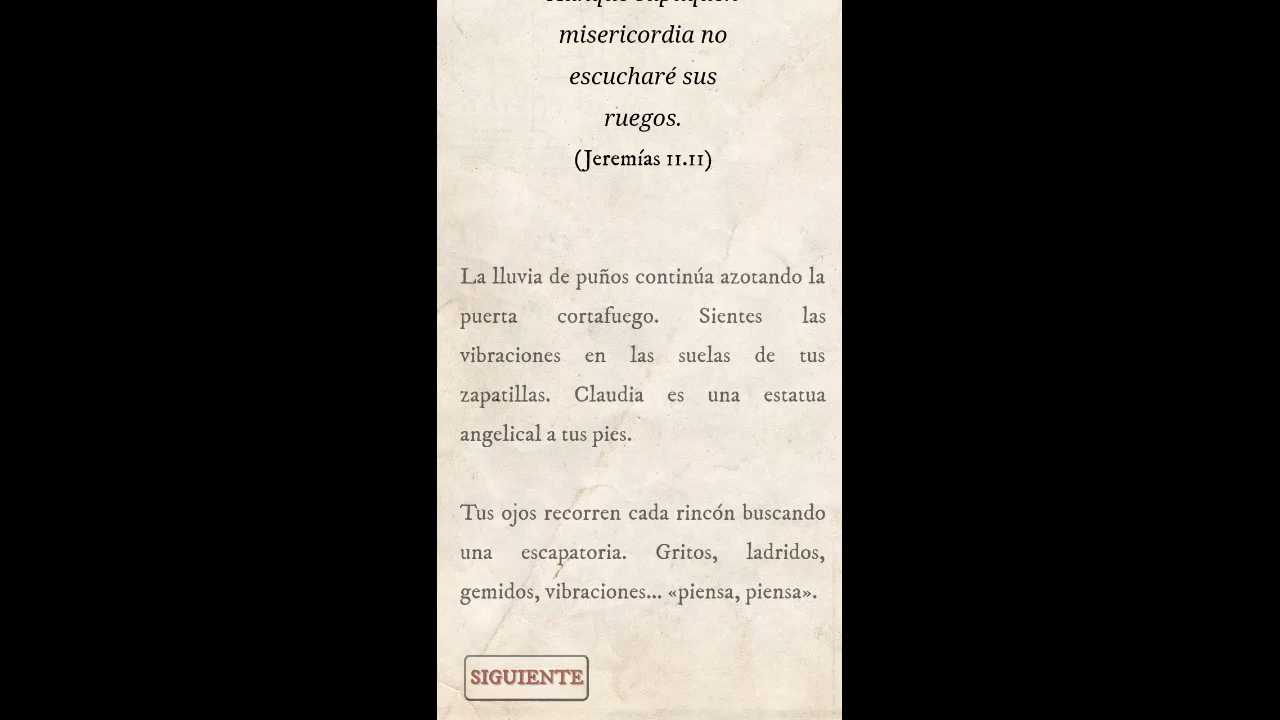 misericordia no
escucharé sus
ruegos.
(Jeremías 11.11)
La lluvia de puños continúa azotando la
puerta cortafuego. Sientes las
vibraciones en las suelas de tus
zapatillas. Claudia es una estatua
angelical a tus pies.
Tus ojos recorren cada rincón buscando
una escapatoria. Gritos, ladridos,
gemidos, vibraciones... «piensa, piensa».
SIGUIENTE